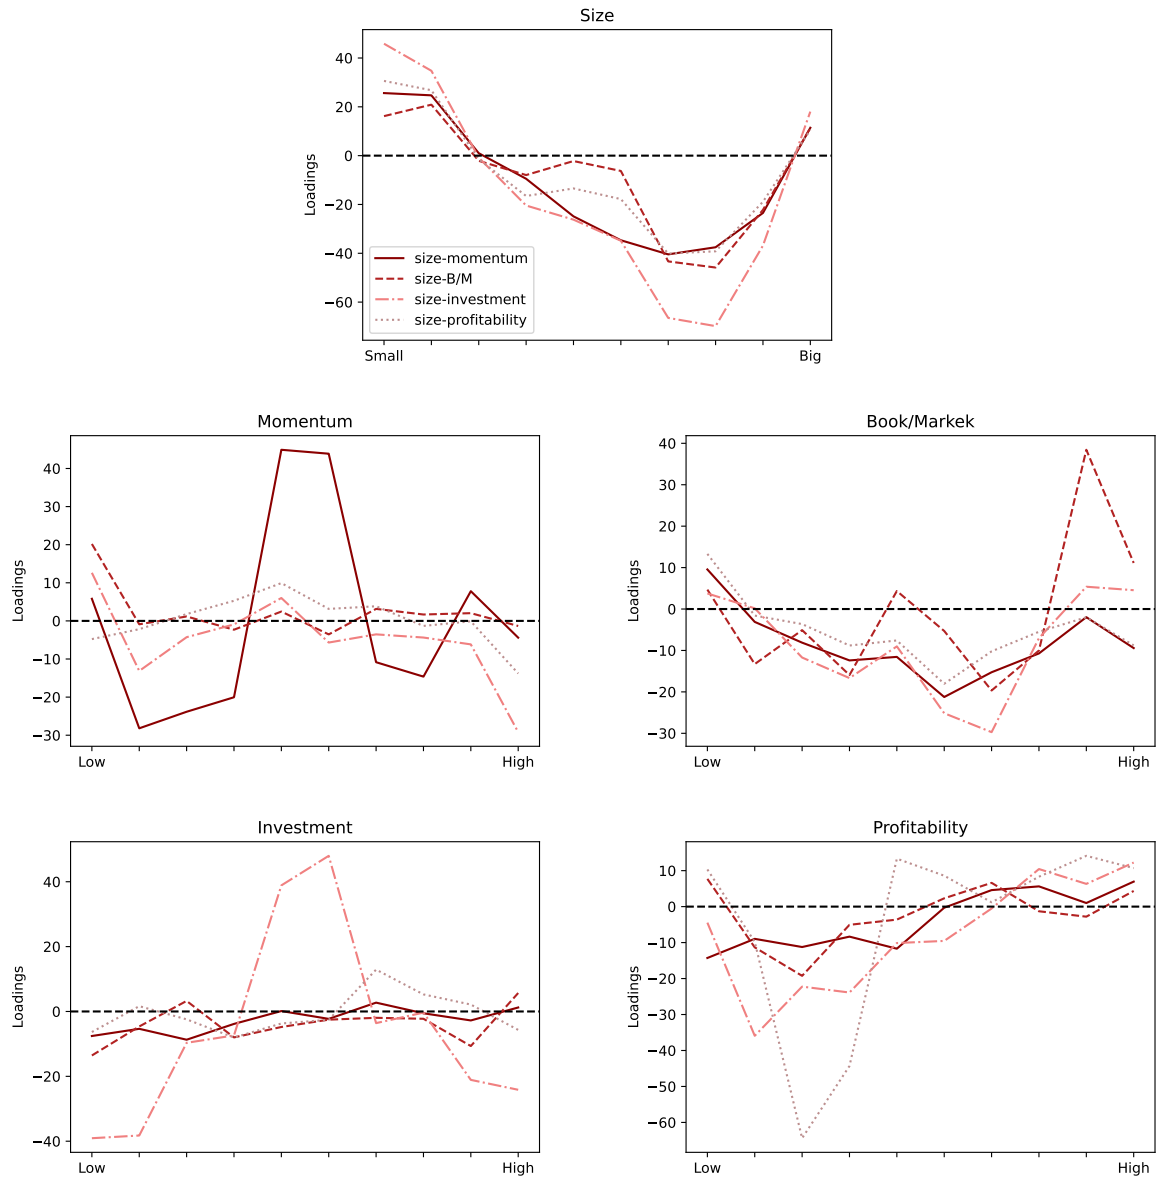 Size
Loadings
40
20
0
−20
−40
−60
size-momentum
size-B/M
size-investment
size-profitability
Small
Big
Momentum
Loadings
40
30
20
10
0
−10
−20
−30
Low
High
Book/Markek
Loadings
40
30
20
10
0
−10
−20
−30
Low
High
Investment
Loadings
40
20
0
−20
−40
Low
High
Profitability
Loadings
10
0
−10
−20
−30
−40
−50
−60
Low
High